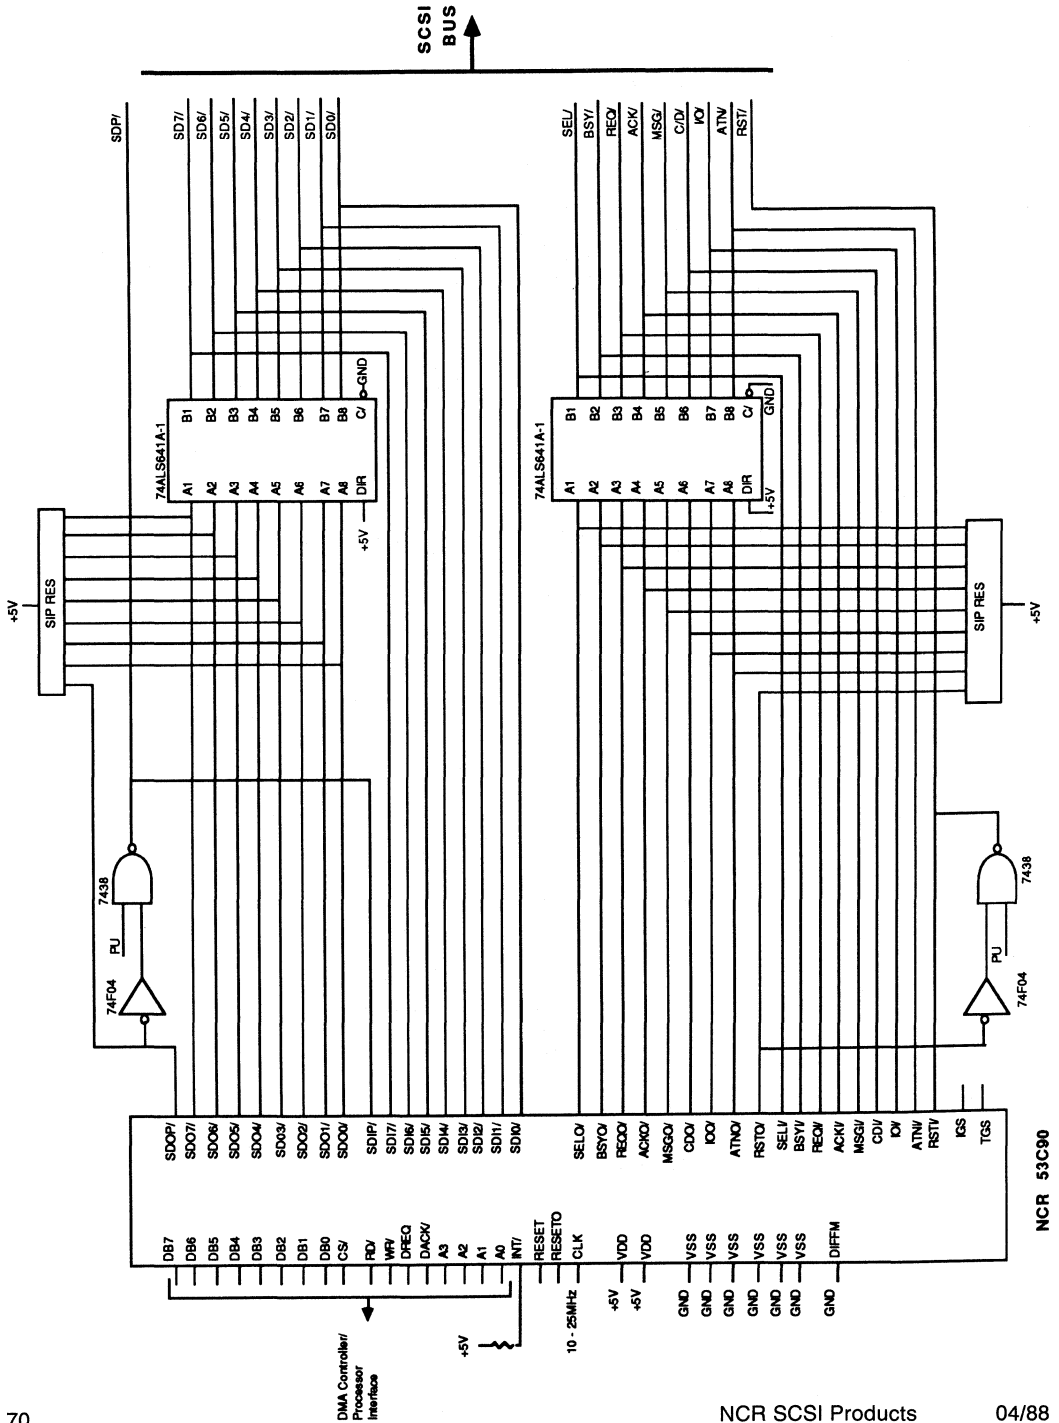 SCSI
BUS
SDP/
SD7/
SD6/
SD5/
SD4/
SD3/
SD2/
SD1/
SD0/
SEL/
BSY/
REQ/
ACK/
MSG/
C/D/
I/O/
ATN/
RST/
74ALS641A-1
B1
B2
B3
B4
B5
B6
B7
B8
C/
GND
A1
A2
A3
A4
A5
A6
A7
A8
DIR
+5V
74ALS641A-1
B1
B2
B3
B4
B5
B6
B7
B8
C/
GND
A1
A2
A3
A4
A5
A6
A7
A8
DIR
+5V
+5V
SIP RES
SIP RES
+5V
7438
PU
74F04
7438
PU
74F04
SDOP/
SDO7/
SDO6/
SDO5/
SDO4/
SDO3/
SDO2/
SDO1/
SDO0/
SDIP/
SDI7/
SDI6/
SDI5/
SDI4/
SDI3/
SDI2/
SDI1/
SDI0/
SELO/
BSYO/
REQO/
ACKO/
MSGO/
CDO/
IOO/
ATNO/
RSTO/
SELI/
BSYI/
REQI/
ACKI/
MSGI/
CDI/
IOI/
ATNI/
RSTI/
IGS
TGS
DB7
DB6
DB5
DB4
DB3
DB2
DB1
DB0
CS/
RD/
WR/
DREQ
DACK/
A3
A2
A1
A0
INT/
RESET
RESETO
CLK
VDD
VDD
VSS
VSS
VSS
VSS
VSS
VSS
DIFFM
NCR 53C90
DMA Controller/
Processor
Interface
+5V
10 - 25MHz
+5V
+5V
GND
GND
GND
GND
GND
GND
GND
70
NCR SCSI Products
04/88